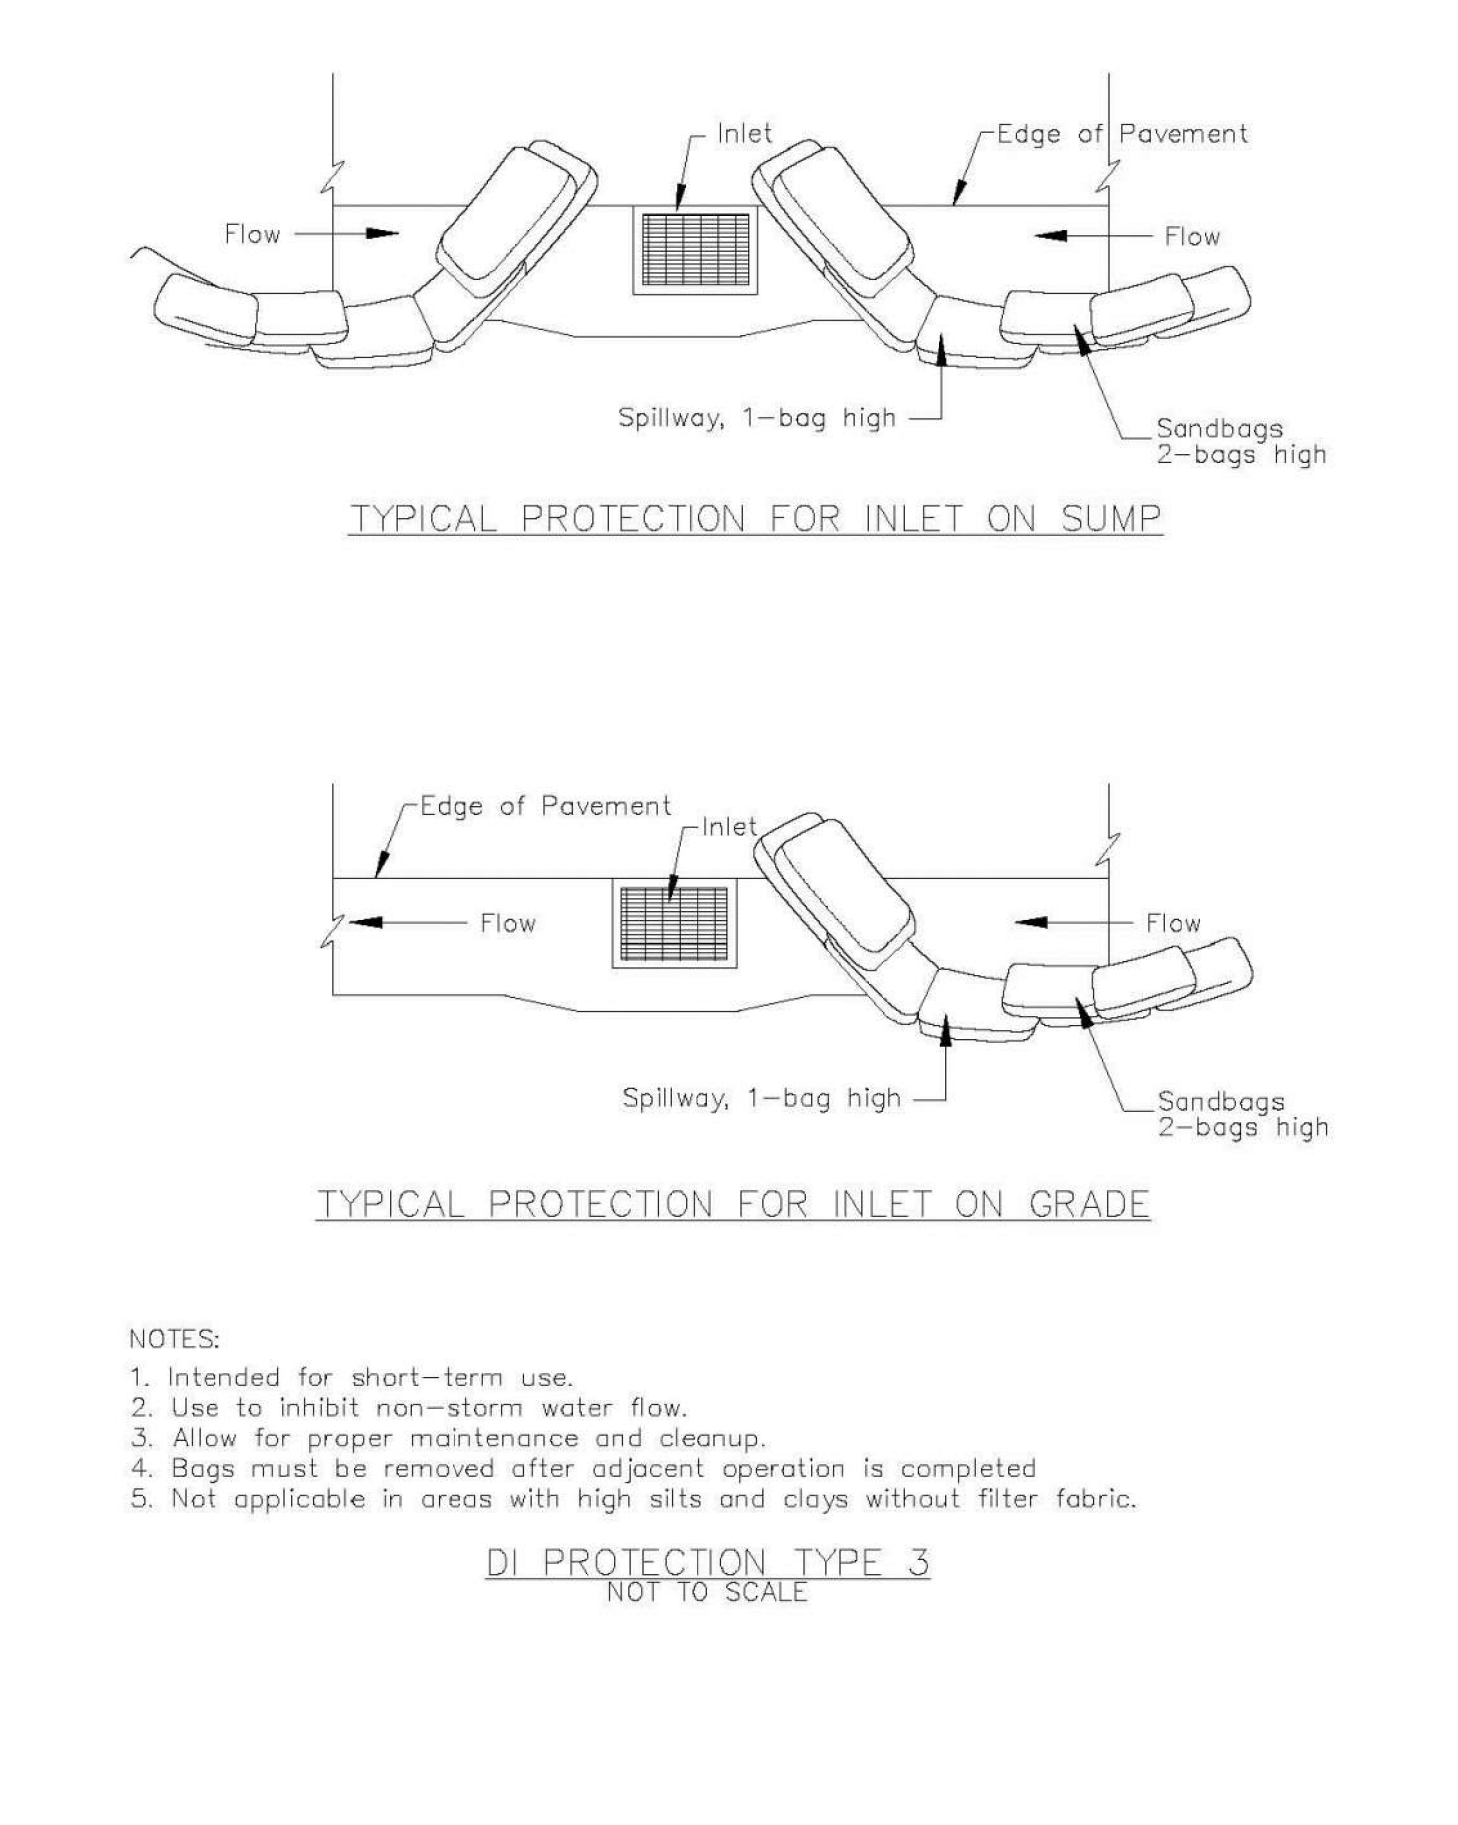 Inlet
Edge of Pavement
Flow
Flow
Spillway, 1-bag high
Sandbags
2-bags high
TYPICAL PROTECTION FOR INLET ON SUMP
Edge of Pavement
Inlet
Flow
Flow
Spillway, 1-bag high
Sandbags
2-bags high
TYPICAL PROTECTION FOR INLET ON GRADE
NOTES:
1. Intended for short-term use.
2. Use to inhibit non-storm water flow.
3. Allow for proper maintenance and cleanup.
4. Bags must be removed after adjacent operation is completed
5. Not applicable in areas with high silts and clays without filter fabric.
DI PROTECTION TYPE 3
NOT TO SCALE